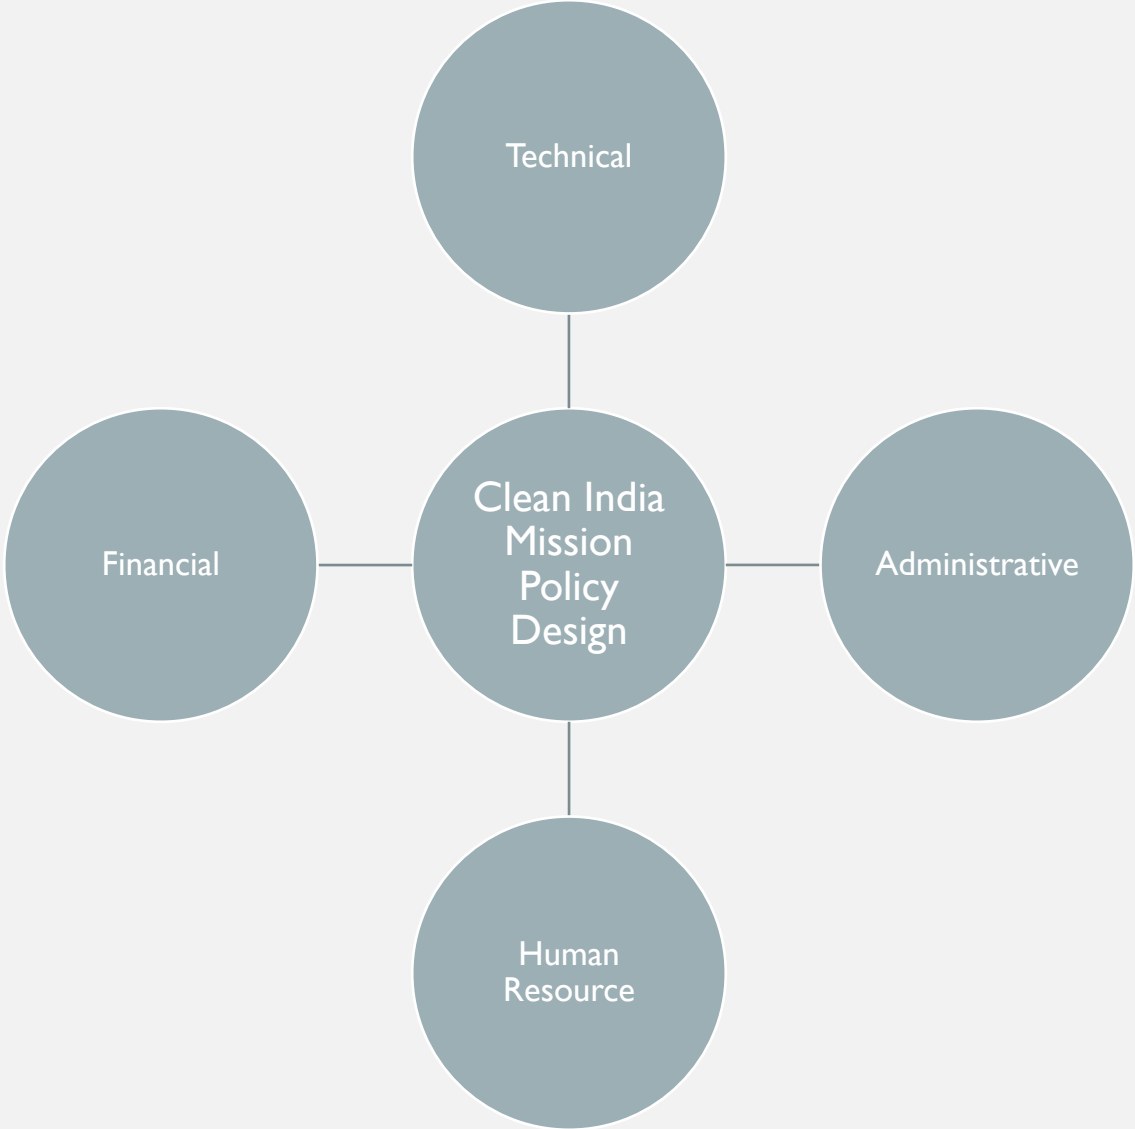 Technical
Financial
Clean India
Mission
Policy
Design
Administrative
Human
Resource